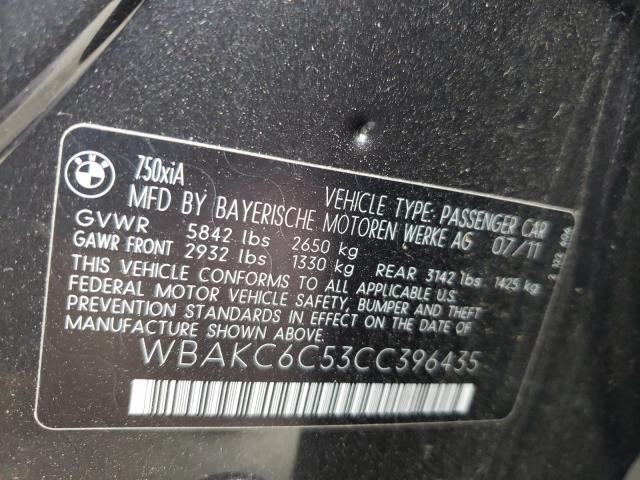 BMW
750xiA
VEHICLE TYPE: PASSENGER CAR
MFD BY BAYERISCHE MOTOREN WERKE AG 07/11
GVWR 5842 lbs 2650 kg
GAWR FRONT 2932 lbs 1330 kg REAR 3142 lbs 1425 kg
THIS VEHICLE CONFORMS TO ALL APPLICABLE U.S.
FEDERAL MOTOR VEHICLE SAFETY, BUMPER AND THEFT
PREVENTION STANDARDS IN EFFECT ON THE DATE OF
MANUFACTURE SHOWN ABOVE.
WBAKC6C53CC396435